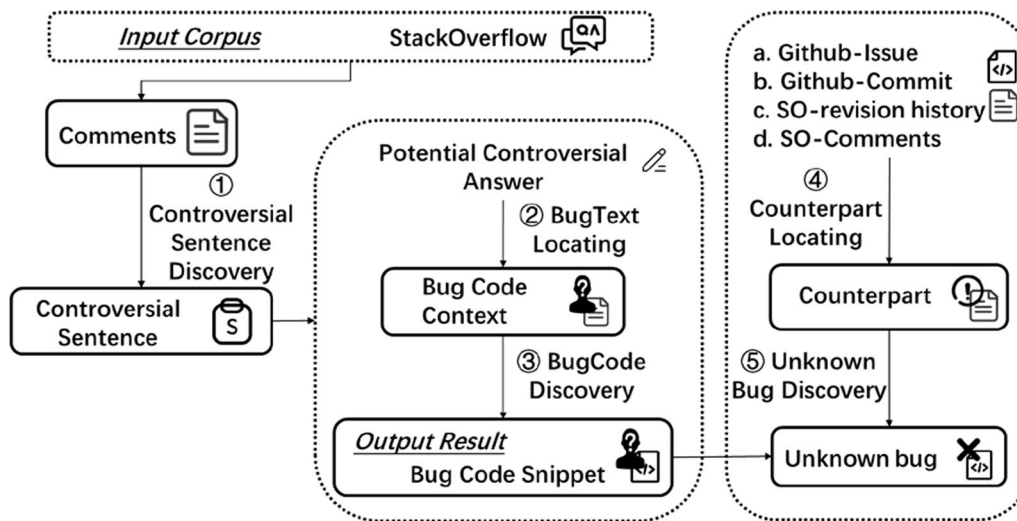 Input Corpus
StackOverflow
QA
Comments
①
Controversial
Sentence
Discovery
Controversial
Sentence
S
Potential Controversial
Answer
② BugText
Locating
Bug Code
Context
?
③ BugCode
Discovery
Output Result
Bug Code Snippet
?
</>
a. Github-Issue
b. Github-Commit
c. SO-revision history
d. SO-Comments
</>
④
Counterpart
Locating
Counterpart
!
⑤ Unknown
Bug Discovery
Unknown bug
</>